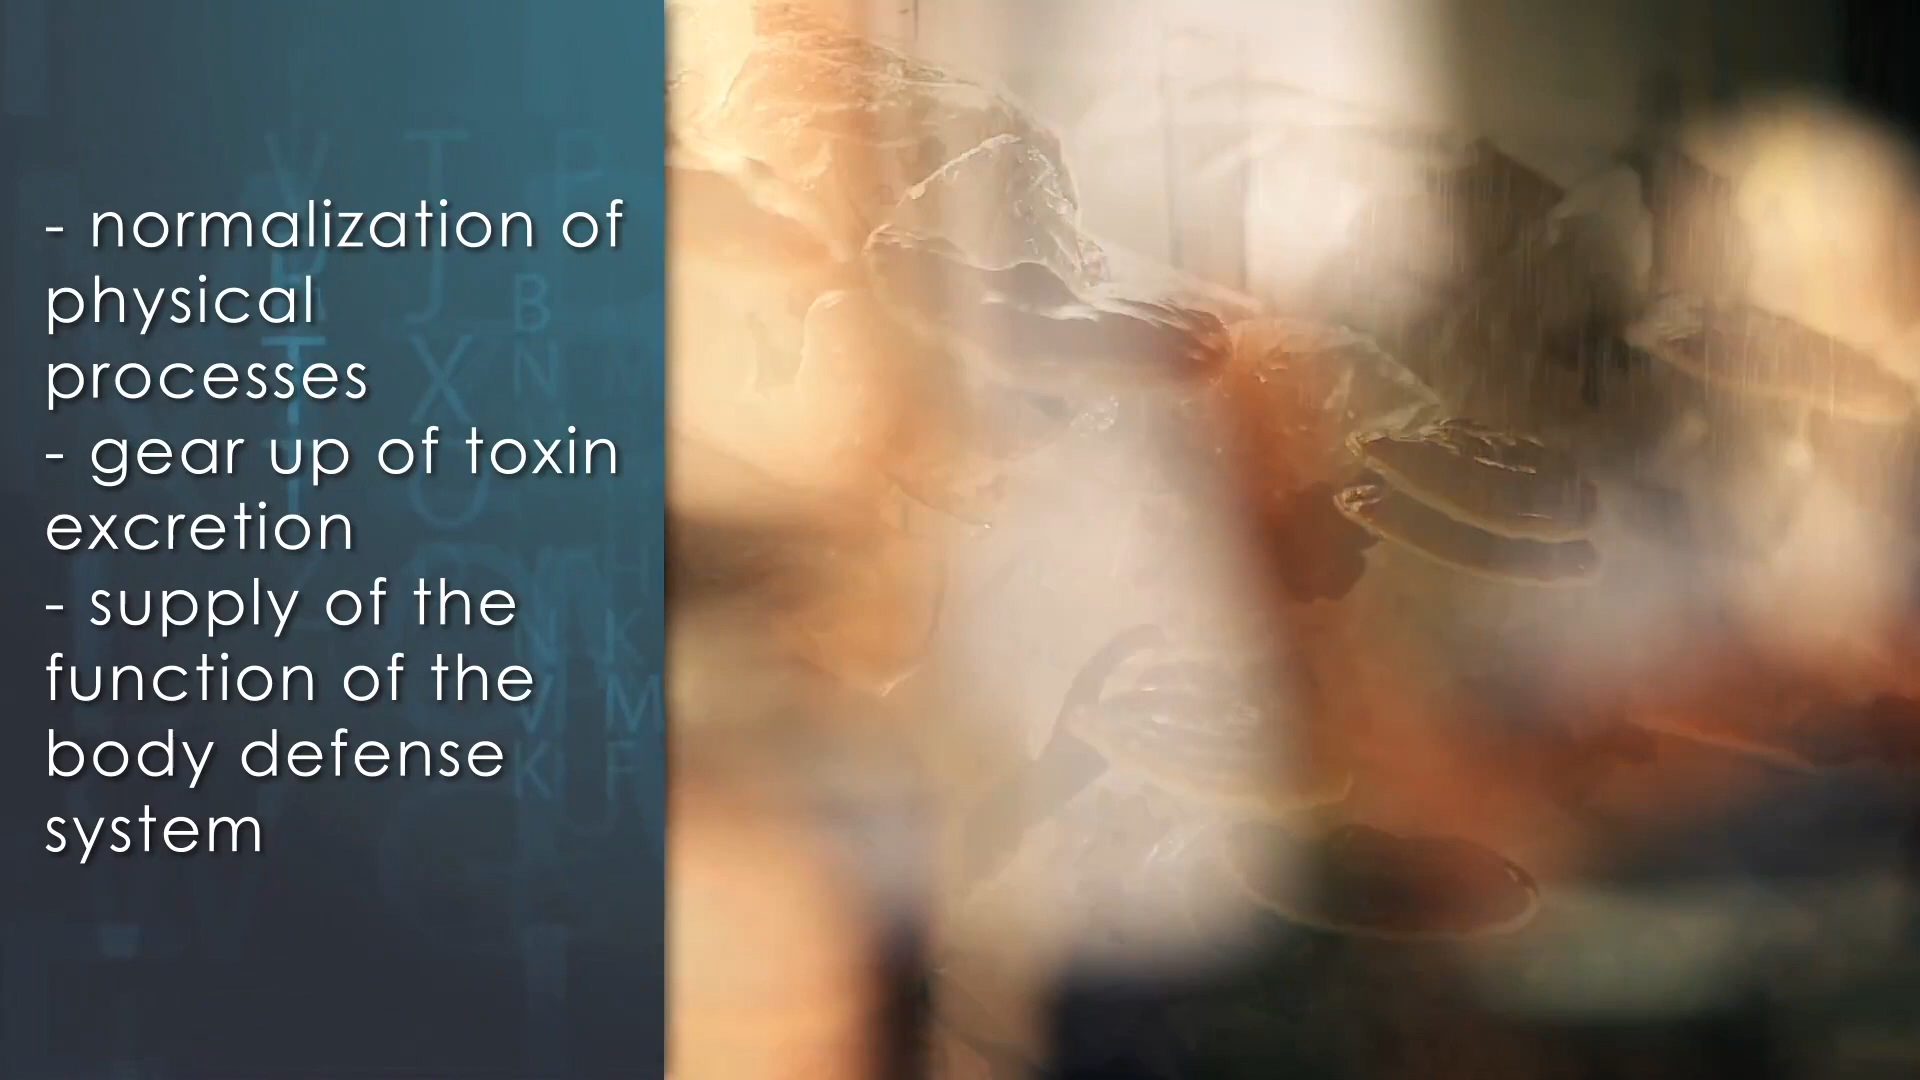 - normalization of
physical
processes
- gear up of toxin
excretion
- supply of the
function of the
body defense
system